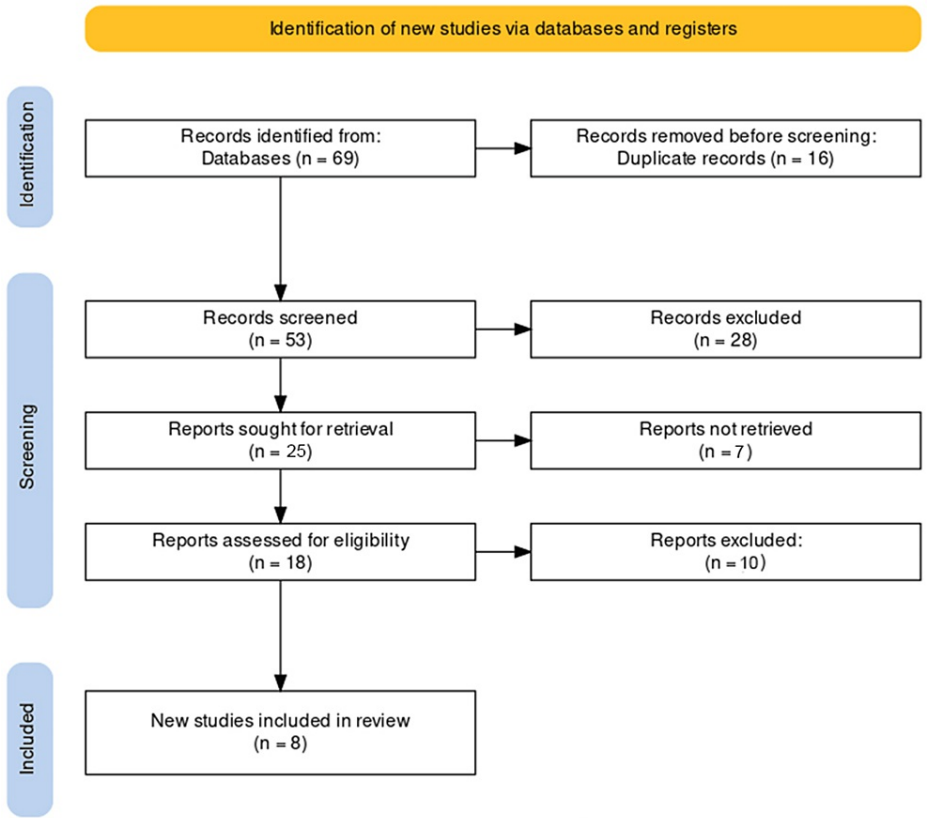 Identification of new studies via databases and registers
Identification
Records identified from:
Databases (n = 69)
Records removed before screening:
Duplicate records (n = 16)
Screening
Records screened
(n = 53)
Records excluded
(n = 28)
Reports sought for retrieval
(n = 25)
Reports not retrieved
(n = 7)
Reports assessed for eligibility
(n = 18)
Reports excluded:
(n = 10)
Included
New studies included in review
(n = 8)